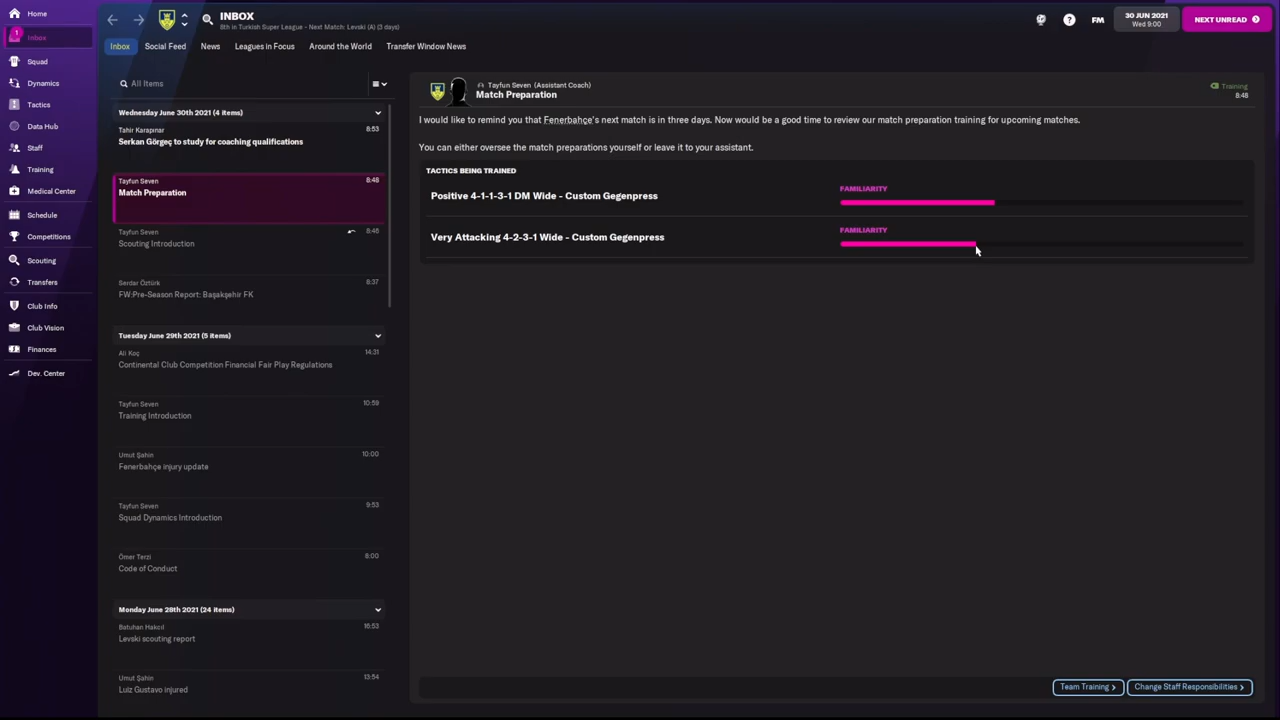 Home
1
Inbox
Squad
Dynamics
Tactics
Data Hub
Staff
Training
Medical Center
Schedule
Competitions
Scouting
Transfers
Club Info
Club Vision
Finances
Dev. Center
INBOX
8th in Turkish Super League - Next Match: Levski (A) (3 days)
?
FM
30 JUN 2021
Wed 9:00
NEXT UNREAD
Inbox
Social Feed
News
Leagues in Focus
Around the World
Transfer Window News
All Items
Wednesday June 30th 2021 (4 items)
Tahir Karapınar
8:53
Serkan Görgeç to study for coaching qualifications
Tayfun Seven
8:48
Match Preparation
Tayfun Seven
8:46
Scouting Introduction
Serdar Öztürk
8:37
FW:Pre-Season Report: Başakşehir FK
Tuesday June 29th 2021 (5 items)
Ali Koç
14:31
Continental Club Competition Financial Fair Play Regulations
Tayfun Seven
10:59
Training Introduction
Umut Şahin
10:00
Fenerbahçe injury update
Tayfun Seven
9:53
Squad Dynamics Introduction
Ömer Terzi
8:00
Code of Conduct
Monday June 28th 2021 (24 items)
Batuhan Hakcıl
16:53
Levski scouting report
Umut Şahin
13:54
Luiz Gustavo injured
Tayfun Seven (Assistant Coach)
Match Preparation
Training
8:48
I would like to remind you that Fenerbahçe's next match is in three days. Now would be a good time to review our match preparation training for upcoming matches.
You can either oversee the match preparations yourself or leave it to your assistant.
TACTICS BEING TRAINED
Positive 4-1-1-3-1 DM Wide - Custom Gegenpress
FAMILIARITY
Very Attacking 4-2-3-1 Wide - Custom Gegenpress
FAMILIARITY
Team Training >
Change Staff Responsibilities >